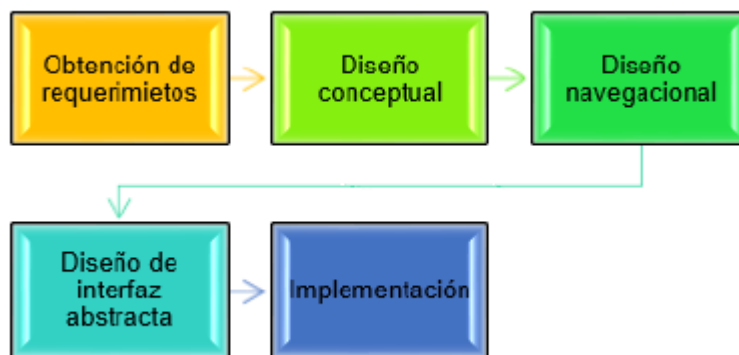 Obtención de
requerimietos
Diseño
conceptual
Diseño
navegacional
Diseño de
interfaz
abstracta
Implementación